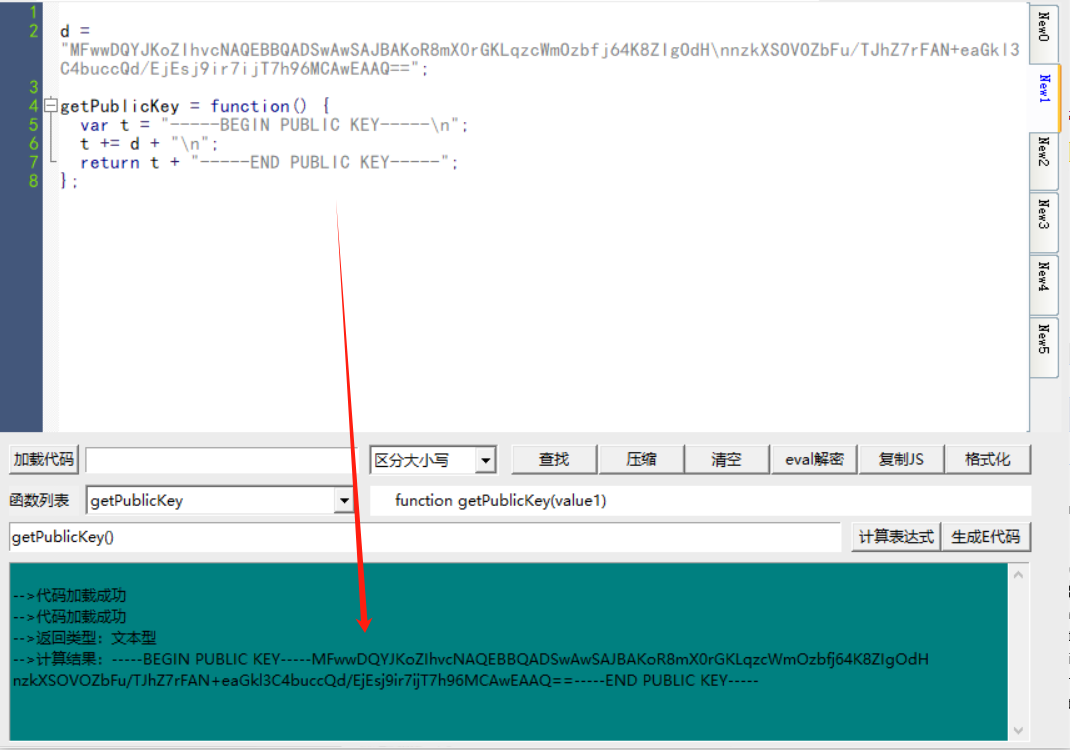 1
2 d =
"MFwwDQYJKoZIhvcNAQEBBQADSwAwSAJBAKoR8mX0rGKLqzcWmOzbfj64K8ZIgOdH\nnzkXSOVOZbFu/TJhZ7rFAN+eaGkl3
C4buccQd/EjEsj9ir7ijT7h96MCAwEAAQ==";
3
4 getPublicKey = function() {
5 var t = "-----BEGIN PUBLIC KEY-----\n";
6 t += d + "\n";
7 return t + "-----END PUBLIC KEY-----";
8 };
New0
New1
New2
New3
New4
New5
加载代码 区分大小写 查找 压缩 清空 eval解密 复制JS 格式化
函数列表 getPublicKey function getPublicKey(value1)
getPublicKey() 计算表达式 生成E代码
-->代码加载成功
-->代码加载成功
-->返回类型：文本型
-->计算结果：-----BEGIN PUBLIC KEY-----MFwwDQYJKoZIhvcNAQEBBQADSwAwSAJBAKoR8mX0rGKLqzcWmOzbfj64K8ZIgOdH
nzkXSOVOZbFu/TJhZ7rFAN+eaGkl3C4buccQd/EjEsj9ir7ijT7h96MCAwEAAQ==-----END PUBLIC KEY-----